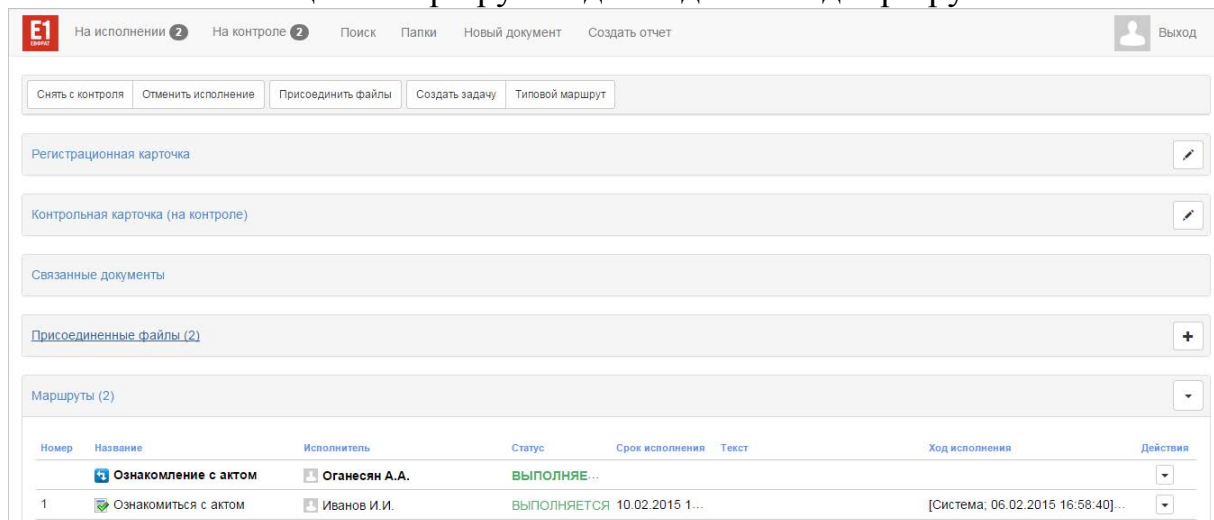 E1 ЕВФРАТ На исполнении 2 На контроле 2 Поиск Папки Новый документ Создать отчет Выход
Снять с контроля Отменить исполнение Присоединить файлы Создать задачу Типовой маршрут
Регистрационная карточка
Контрольная карточка (на контроле)
Связанные документы
Присоединенные файлы (2)
Маршруты (2)
Номер Название Исполнитель Статус Срок исполнения Текст Ход исполнения Действия
Ознакомление с актом Оганесян А.А. ВЫПОЛНЯЕ...
1 Ознакомиться с актом Иванов И.И. ВЫПОЛНЯЕТСЯ 10.02.2015 1... [Система; 06.02.2015 16:58:40]...